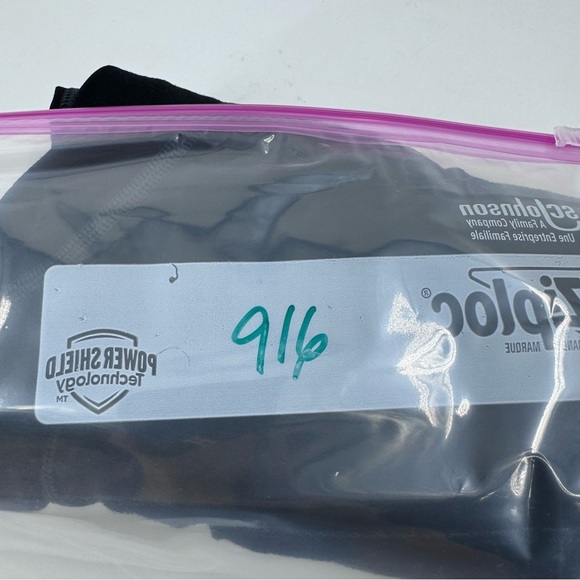 scJohnson
A Family Company
Une Entreprise Familiale
Ziploc®
MARQUE
916
POWER SHIELD
Technology
TM